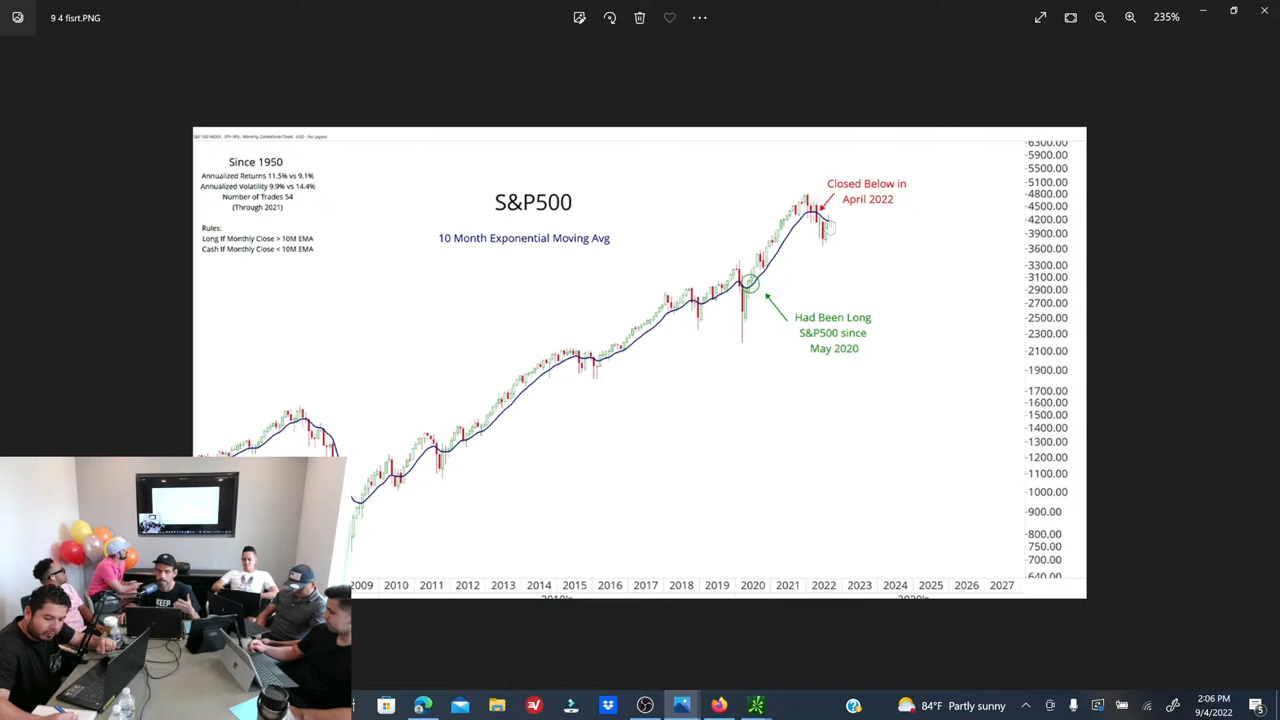 9 4 fisrt.PNG
235%
S&P 500 INDEX
Since 1950
Annualized Returns 11.5% vs 9.1%
Annualized Volatility 9.9% vs 14.4%
Number of Trades 54
(Through 2021)
Rules:
Long If Monthly Close > 10M EMA
Cash If Monthly Close < 10M EMA
S&P500
10 Month Exponential Moving Avg
Closed Below in
April 2022
Had Been Long
S&P500 since
May 2020
6300.00
5900.00
5500.00
5100.00
4800.00
4500.00
4200.00
3900.00
3600.00
3300.00
3100.00
2900.00
2700.00
2500.00
2300.00
2100.00
1900.00
1700.00
1600.00
1500.00
1400.00
1300.00
1200.00
1100.00
1000.00
900.00
800.00
750.00
700.00
640.00
2009 2010 2011 2012 2013 2014 2015 2016 2017 2018 2019 2020 2021 2022 2023 2024 2025 2026 2027
2010's 2020's
KEEP
84°F Partly sunny
2:06 PM
9/4/2022
5